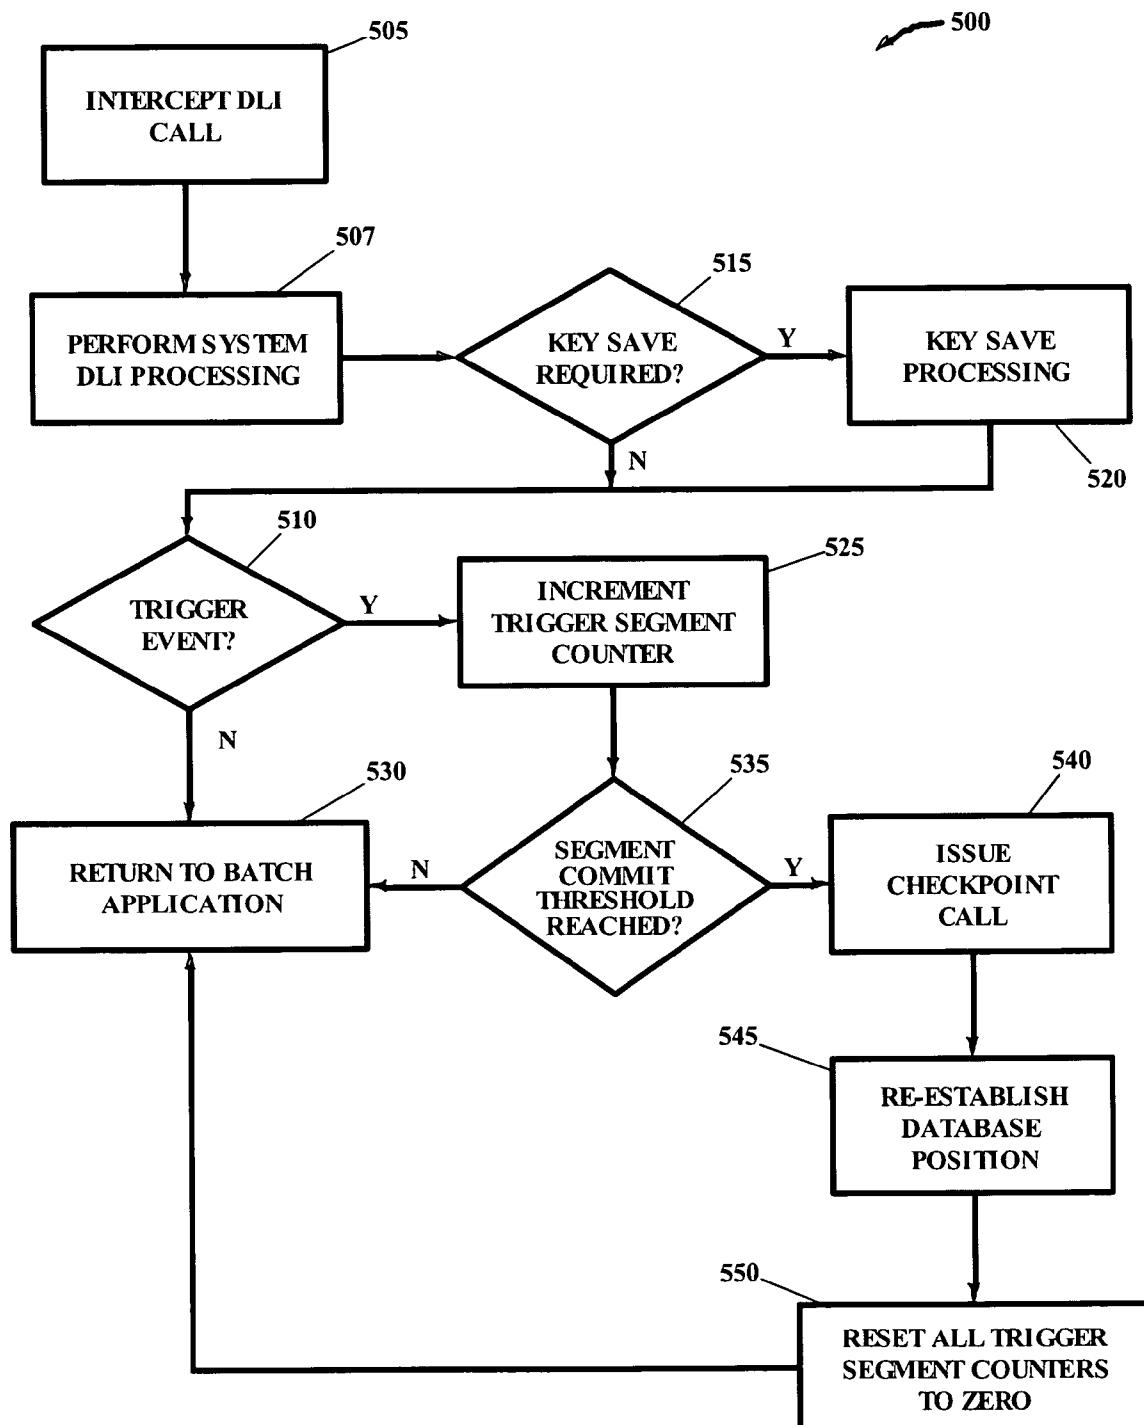 500
505
INTERCEPT DLI
CALL
507
PERFORM SYSTEM
DLI PROCESSING
515
KEY SAVE
REQUIRED?
Y
N
KEY SAVE
PROCESSING
520
510
TRIGGER
EVENT?
Y
N
525
INCREMENT
TRIGGER SEGMENT
COUNTER
530
RETURN TO BATCH
APPLICATION
535
SEGMENT
COMMIT
THRESHOLD
REACHED?
N
Y
540
ISSUE
CHECKPOINT
CALL
545
RE-ESTABLISH
DATABASE
POSITION
550
RESET ALL TRIGGER
SEGMENT COUNTERS
TO ZERO